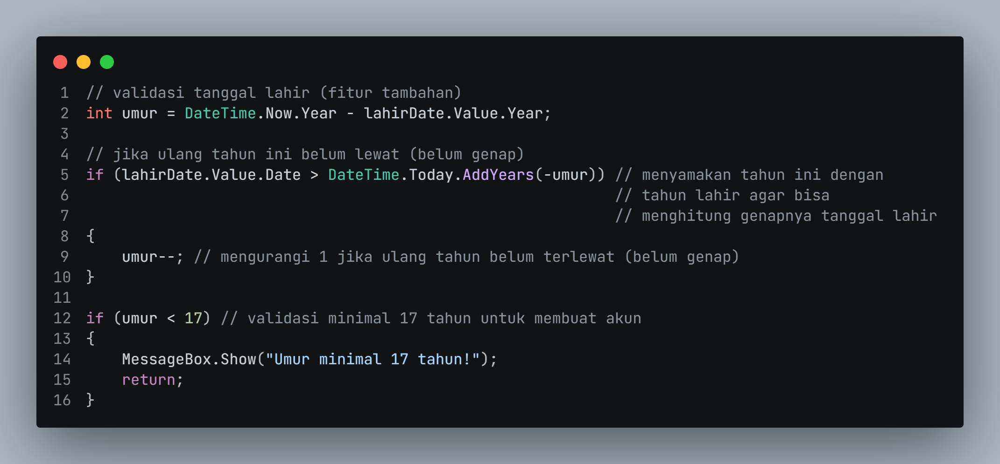 1 // validasi tanggal lahir (fitur tambahan)
2 int umur = DateTime.Now.Year - lahirDate.Value.Year;
3
4 // jika ulang tahun ini belum lewat (belum genap)
5 if (lahirDate.Value.Date > DateTime.Today.AddYears(-umur)) // menyamakan tahun ini dengan
6 // tahun lahir agar bisa
7 // menghitung genapnya tanggal lahir
8 {
9 umur--; // mengurangi 1 jika ulang tahun belum terlewat (belum genap)
10 }
11
12 if (umur < 17) // validasi minimal 17 tahun untuk membuat akun
13 {
14 MessageBox.Show("Umur minimal 17 tahun!");
15 return;
16 }